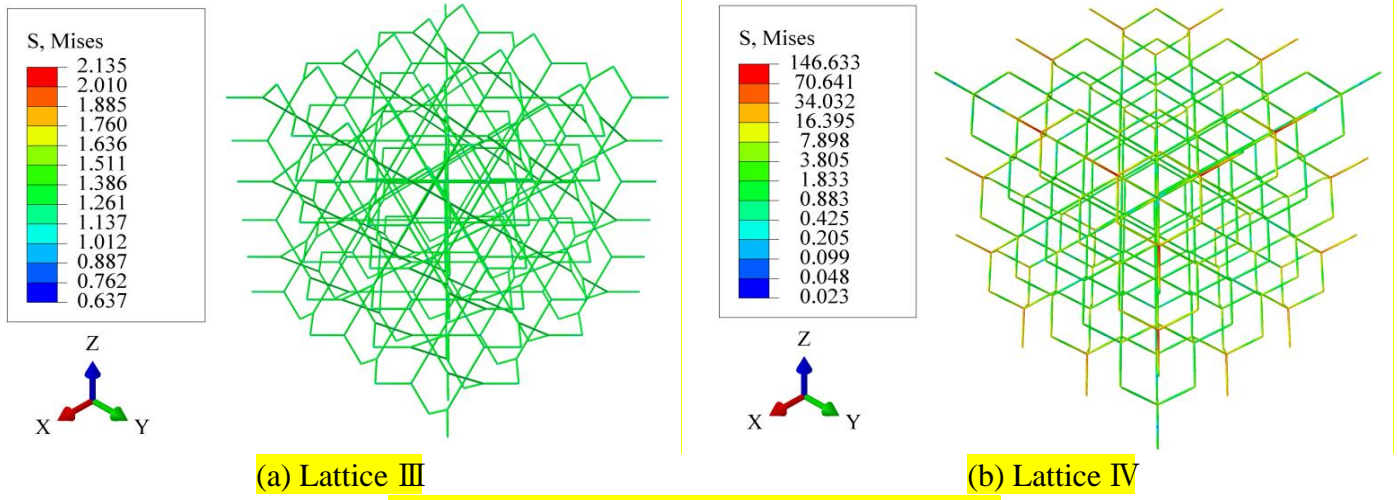 S, Mises
2.135
2.010
1.885
1.760
1.636
1.511
1.386
1.261
1.137
1.012
0.887
0.762
0.637
Z
X
Y
(a) Lattice Ⅲ
S, Mises
146.633
70.641
34.032
16.395
7.898
3.805
1.833
0.883
0.425
0.205
0.099
0.048
0.023
Z
X
Y
(b) Lattice Ⅳ